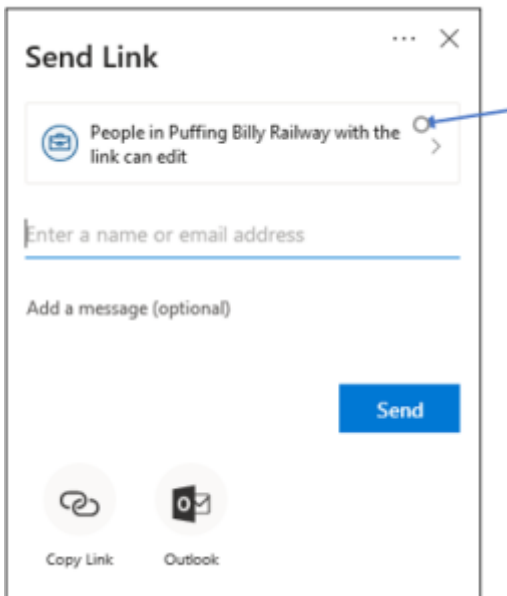 Send Link
People in Puffing Billy Railway with the
link can edit
Enter a name or email address
Add a message (optional)
Send
Copy Link
Outlook